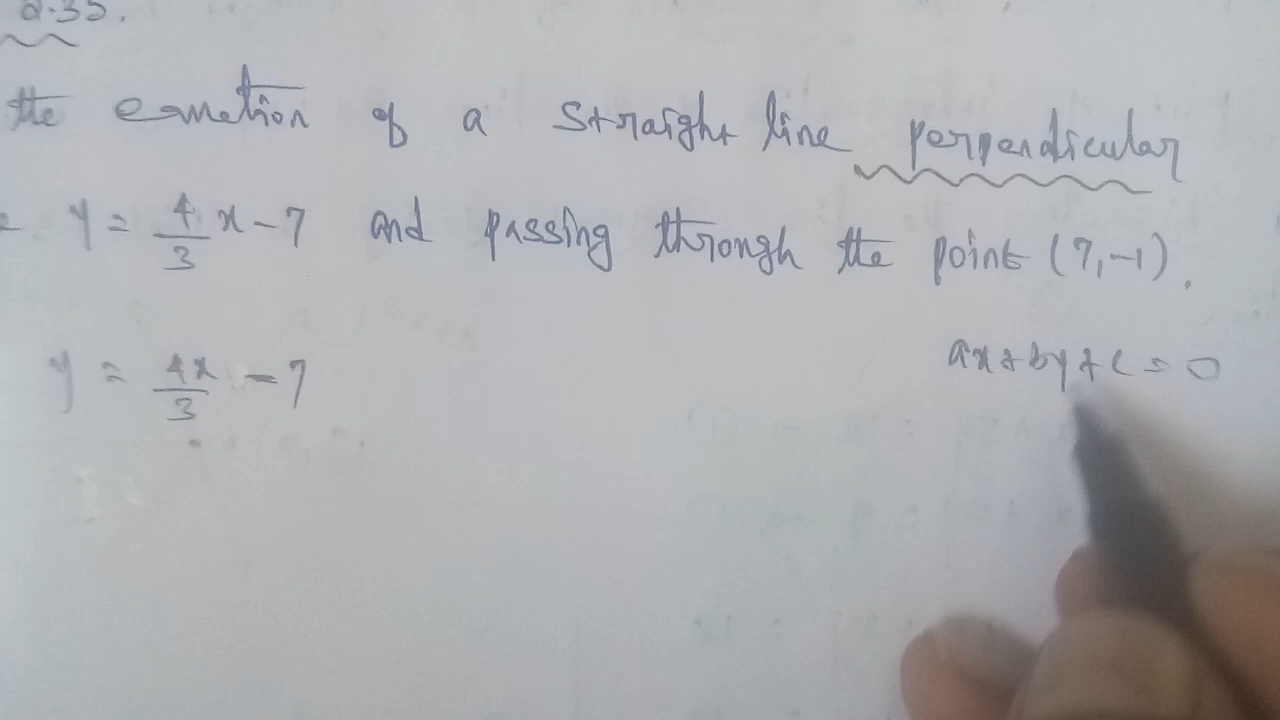 2.35.
the equation of a straight line perpendicular
y = 4/3 x - 7 and passing through the point (7,-1).
y = 4x/3 - 7
ax+by+c=0